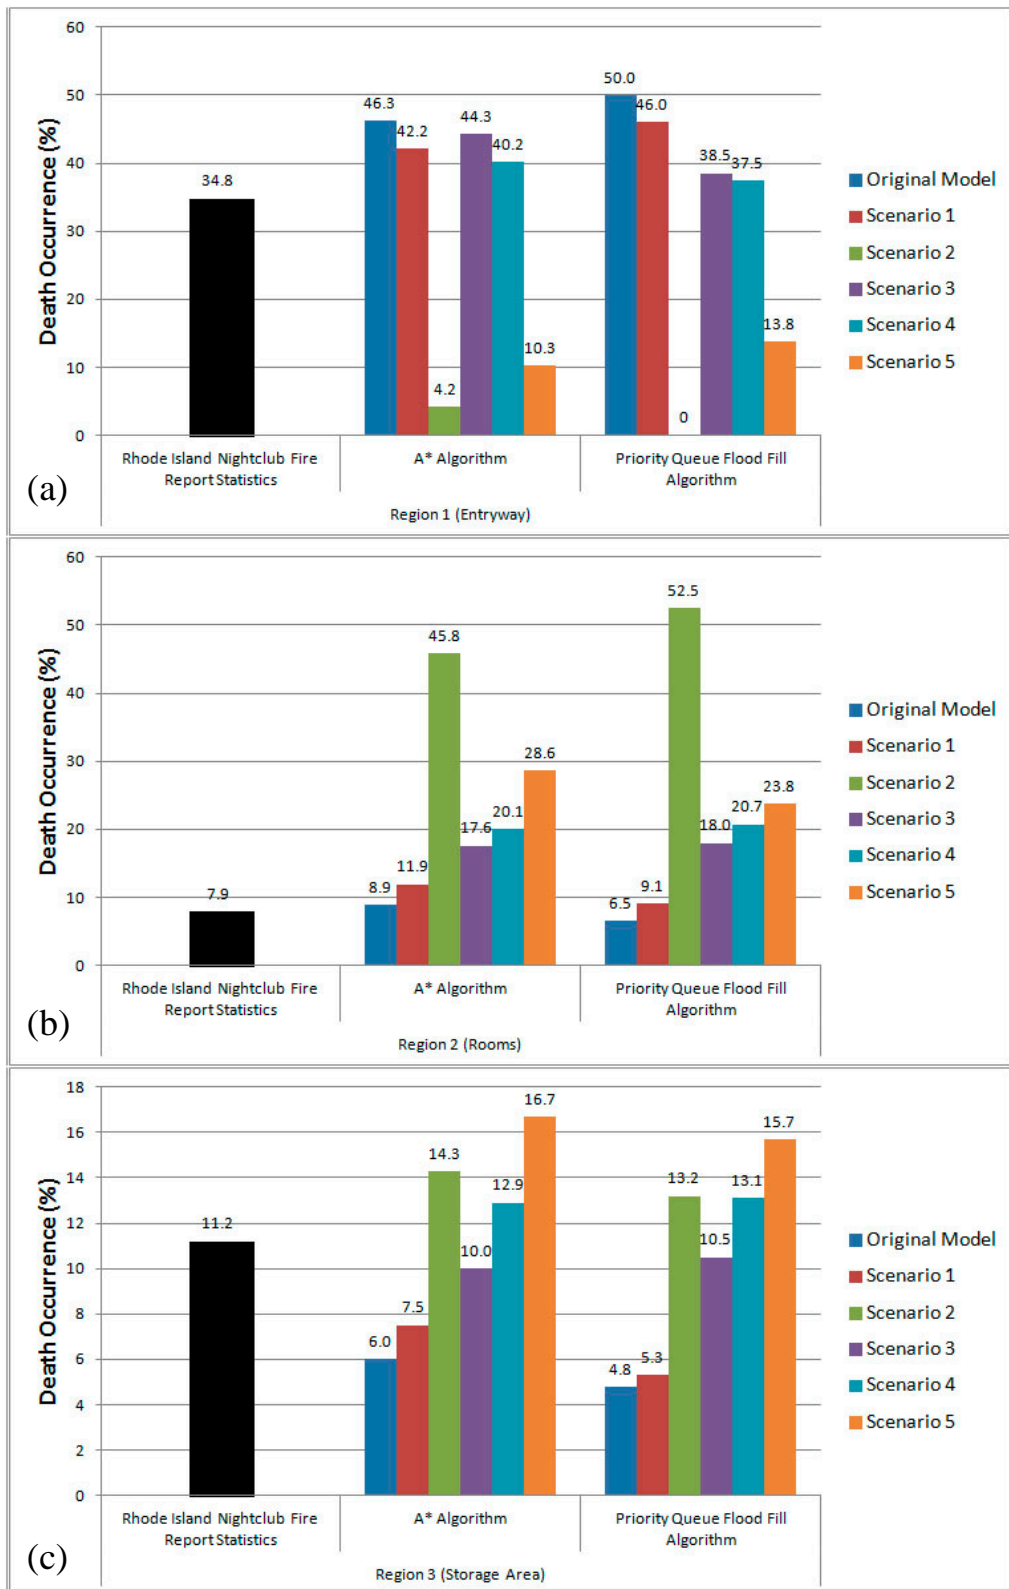 60
50
40
30
20
10
0
Death Occurrence (%)
34.8
46.3
42.2
4.2
44.3
40.2
10.3
50.0
46.0
0
38.5
37.5
13.8
Original Model
Scenario 1
Scenario 2
Scenario 3
Scenario 4
Scenario 5
Rhode Island Nightclub Fire
Report Statistics
A* Algorithm
Priority Queue Flood Fill
Algorithm
Region 1 (Entryway)
(a)
60
50
40
30
20
10
0
Death Occurrence (%)
7.9
8.9
11.9
45.8
17.6
20.1
28.6
6.5
9.1
52.5
18.0
20.7
23.8
Original Model
Scenario 1
Scenario 2
Scenario 3
Scenario 4
Scenario 5
Rhode Island Nightclub Fire
Report Statistics
A* Algorithm
Priority Queue Flood Fill
Algorithm
Region 2 (Rooms)
(b)
18
16
14
12
10
8
6
4
2
0
Death Occurrence (%)
11.2
6.0
7.5
14.3
10.0
12.9
16.7
4.8
5.3
13.2
10.5
13.1
15.7
Original Model
Scenario 1
Scenario 2
Scenario 3
Scenario 4
Scenario 5
Rhode Island Nightclub Fire
Report Statistics
A* Algorithm
Priority Queue Flood Fill
Algorithm
Region 3 (Storage Area)
(c)